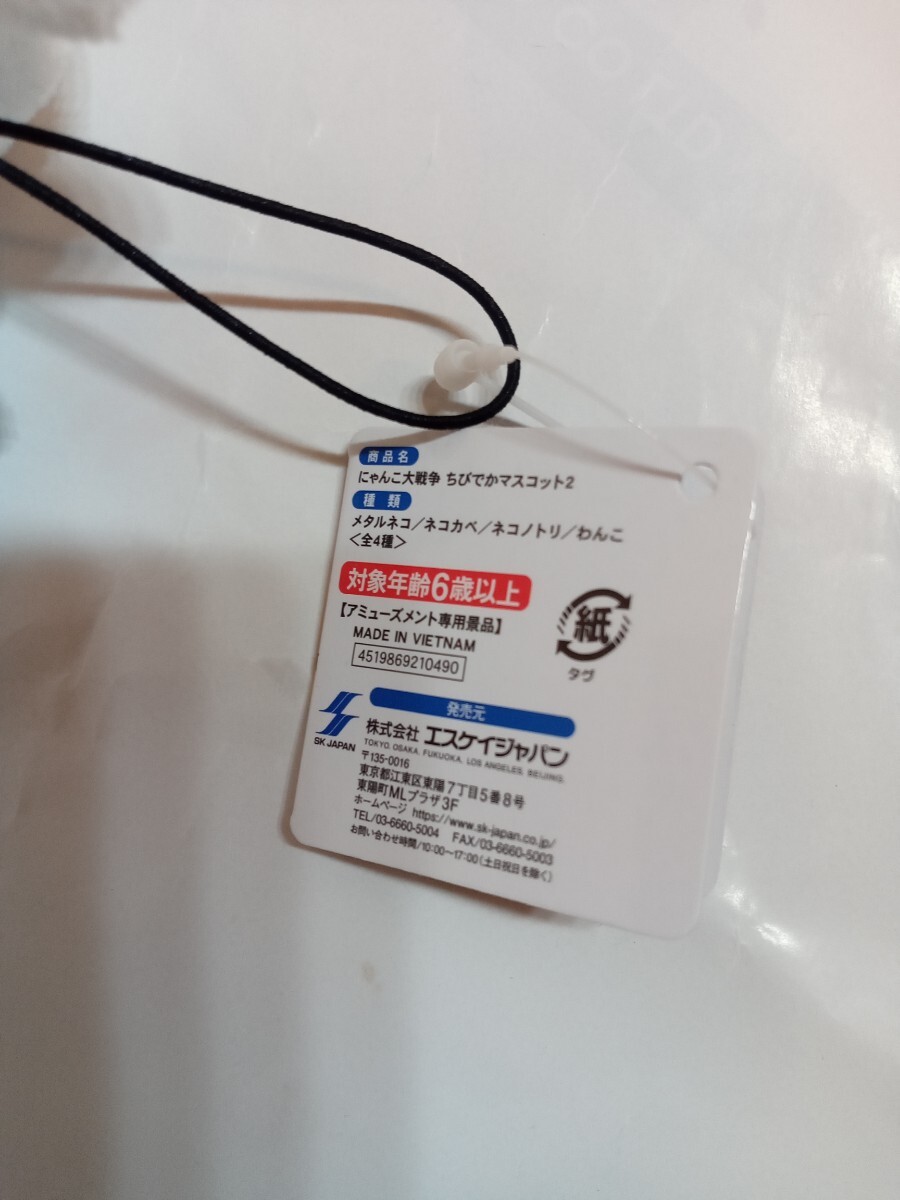 商品名
にゃんこ大戦争 ちびでかマスコット2
種類
メタルネコ／ネコカベ／ネコノトリ／わんこ
＜全4種＞
対象年齢6歳以上
【アミューズメント専用景品】
MADE IN VIETNAM
4519869210490
紙
タグ
発売元
SK JAPAN
株式会社 エスケイジャパン
TOKYO. OSAKA. FUKUOKA. LOS ANGELES. BEIJING.
〒135-0016
東京都江東区東陽7丁目5番8号
東陽町MLプラザ3F
ホームページ https://www.sk-japan.co.jp/
TEL/03-6660-5004 FAX/03-6660-5003
お問い合わせ時間/10:00～17:00(土日祝日を除く)